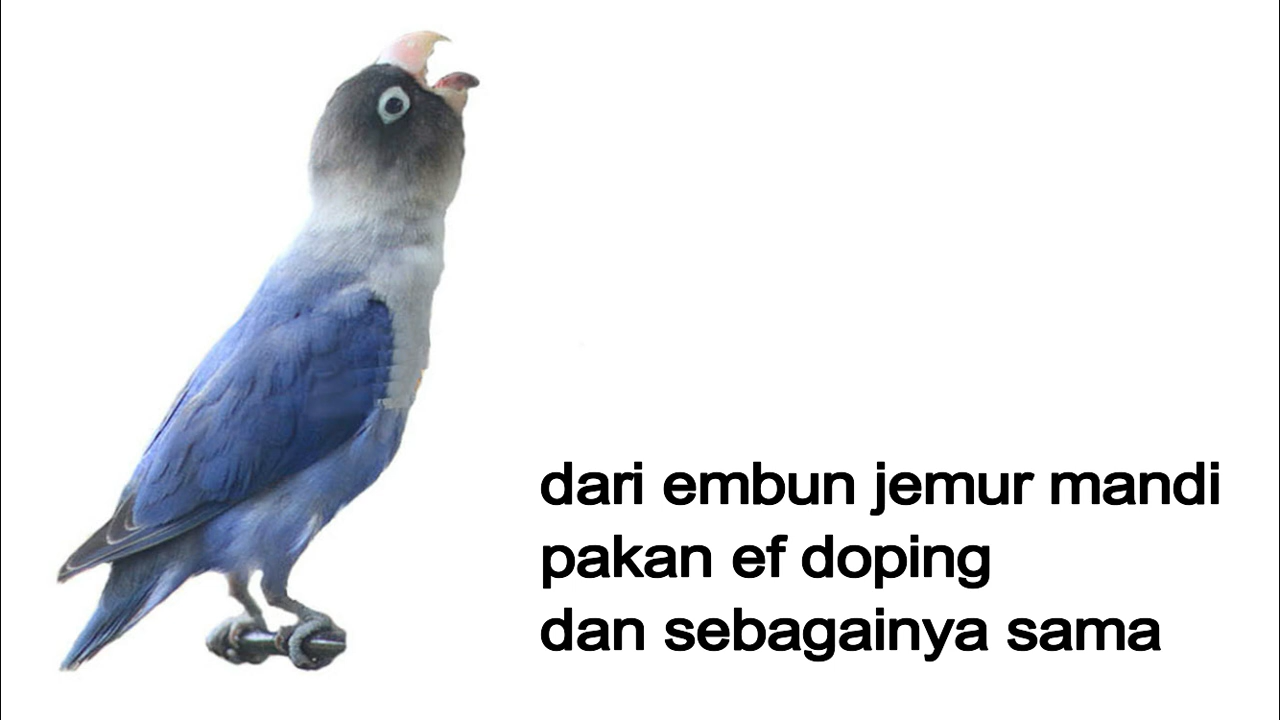 dari embun jemur mandi
pakan ef doping
dan sebagainya sama